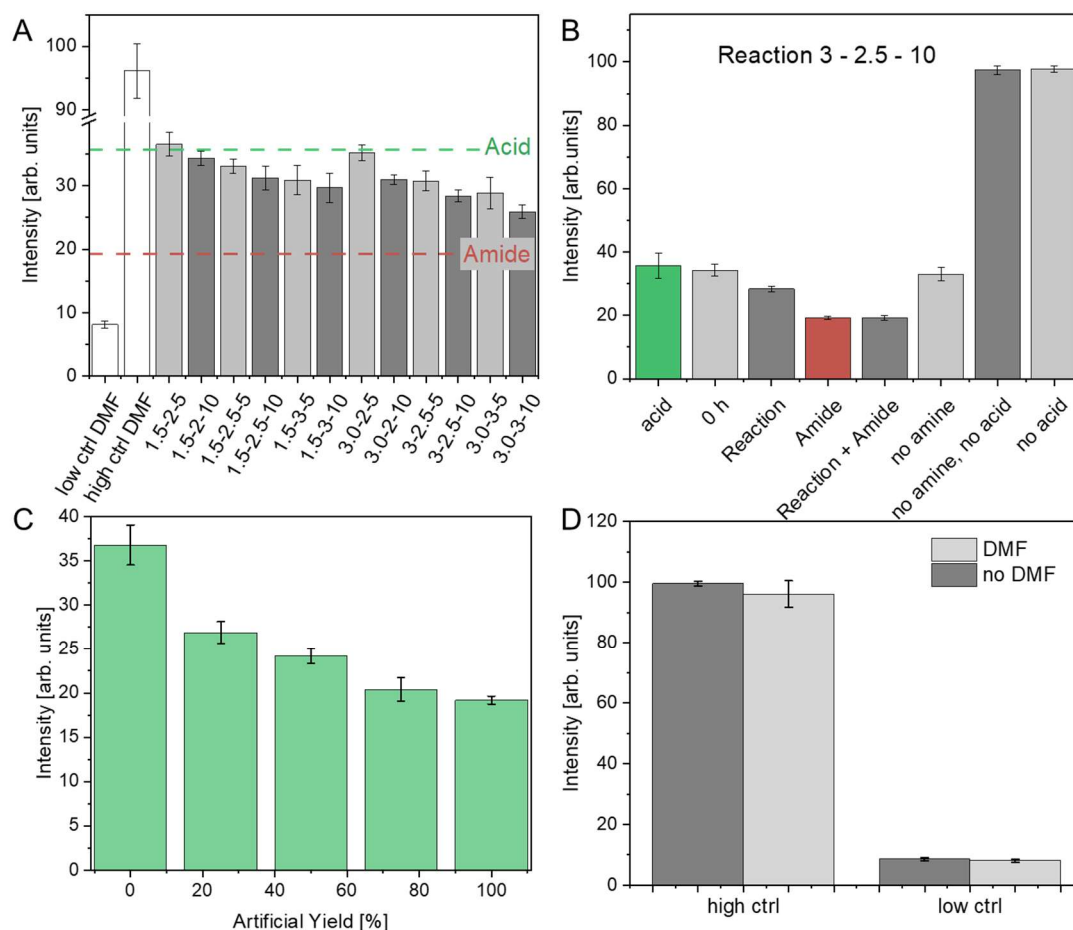 A
100
90
30
20
10
0
Intensity [arb. units]
Acid
Amide
low ctrl DMF
high ctrl DMF
1.5-2-5
1.5-2-10
1.5-2.5-5
1.5-2.5-10
1.5-3-5
1.5-3-10
3.0-2-5
3.0-2-10
3-2.5-5
3-2.5-10
3.0-3-5
3.0-3-10
B
Reaction 3 - 2.5 - 10
100
80
60
40
20
0
Intensity [arb.units]
acid
0 h
Reaction
Amide
Reaction + Amide
no amine
no amine, no acid
no acid
C
40
35
30
25
20
15
10
5
0
Intensity [arb. units]
0 20 40 60 80 100
Artificial Yield [%]
D
120
100
80
60
40
20
0
Intensity [arb. units]
DMF
no DMF
high ctrl low ctrl